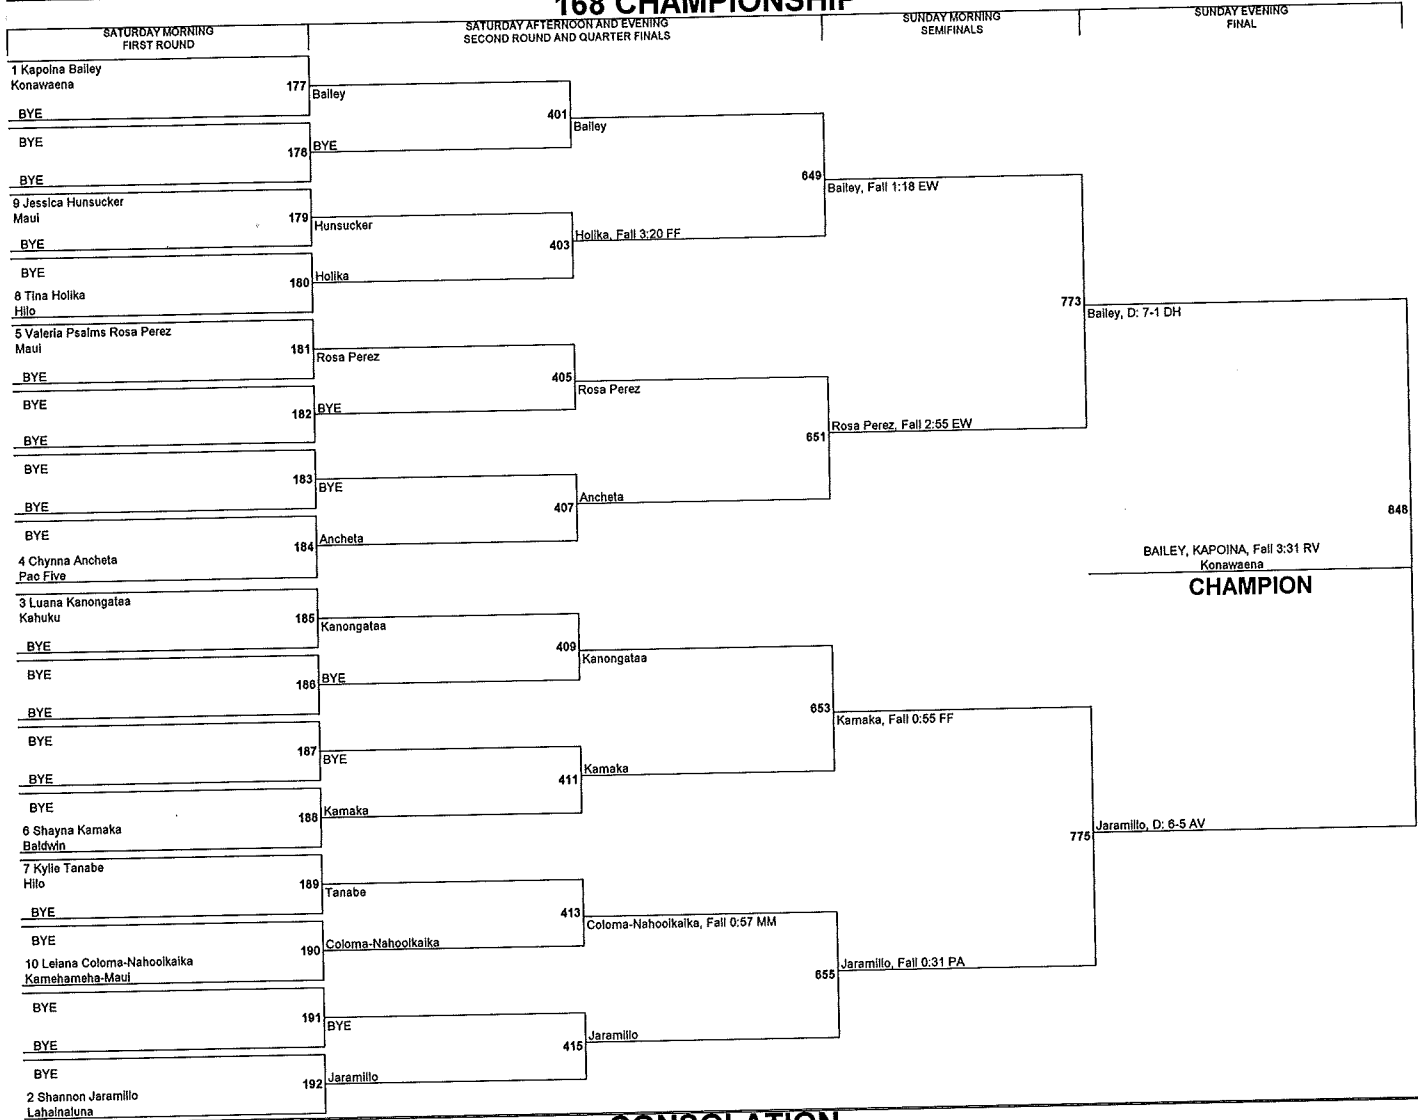 168 CHAMPIONSHIP
SATURDAY MORNING
FIRST ROUND
SATURDAY AFTERNOON AND EVENING
SECOND ROUND AND QUARTER FINALS
SUNDAY MORNING
SEMIFINALS
SUNDAY EVENING
FINAL
1 Kapoina Bailey
Konawaena
177
BYE
BYE
178
BYE
9 Jessica Hunsucker
Maui
179
BYE
BYE
180
8 Tina Holika
Hilo
5 Valeria Psalms Rosa Perez
Maui
181
BYE
BYE
182
BYE
BYE
183
BYE
BYE
184
4 Chynna Ancheta
Pac Five
3 Luana Kanongataa
Kahuku
185
BYE
BYE
186
BYE
BYE
187
BYE
BYE
188
6 Shayna Kamaka
Baldwin
7 Kylie Tanabe
Hilo
189
BYE
BYE
190
10 Leiana Coloma-Nahooikaika
Kamehameha-Maui
BYE
191
BYE
BYE
192
2 Shannon Jaramillo
Lahainaluna
Bailey
401
BYE
Hunsucker
403
Holika
Rosa Perez
405
BYE
BYE
407
Ancheta
Kanongataa
409
BYE
BYE
411
Kamaka
Tanabe
413
Coloma-Nahooikaika
BYE
415
Jaramillo
Bailey
649
Holika, Fall 3:20 FF
Rosa Perez
651
Ancheta
Kanongataa
653
Kamaka
Coloma-Nahooikaika, Fall 0:57 MM
655
Jaramillo
Bailey, Fall 1:18 EW
773
Rosa Perez, Fall 2:55 EW
Kamaka, Fall 0:55 FF
775
Jaramillo, Fall 0:31 PA
Bailey, D: 7-1 DH
848
Jaramillo, D: 6-5 AV
BAILEY, KAPOINA, Fall 3:31 RV
Konawaena
CHAMPION
CONSOLATION